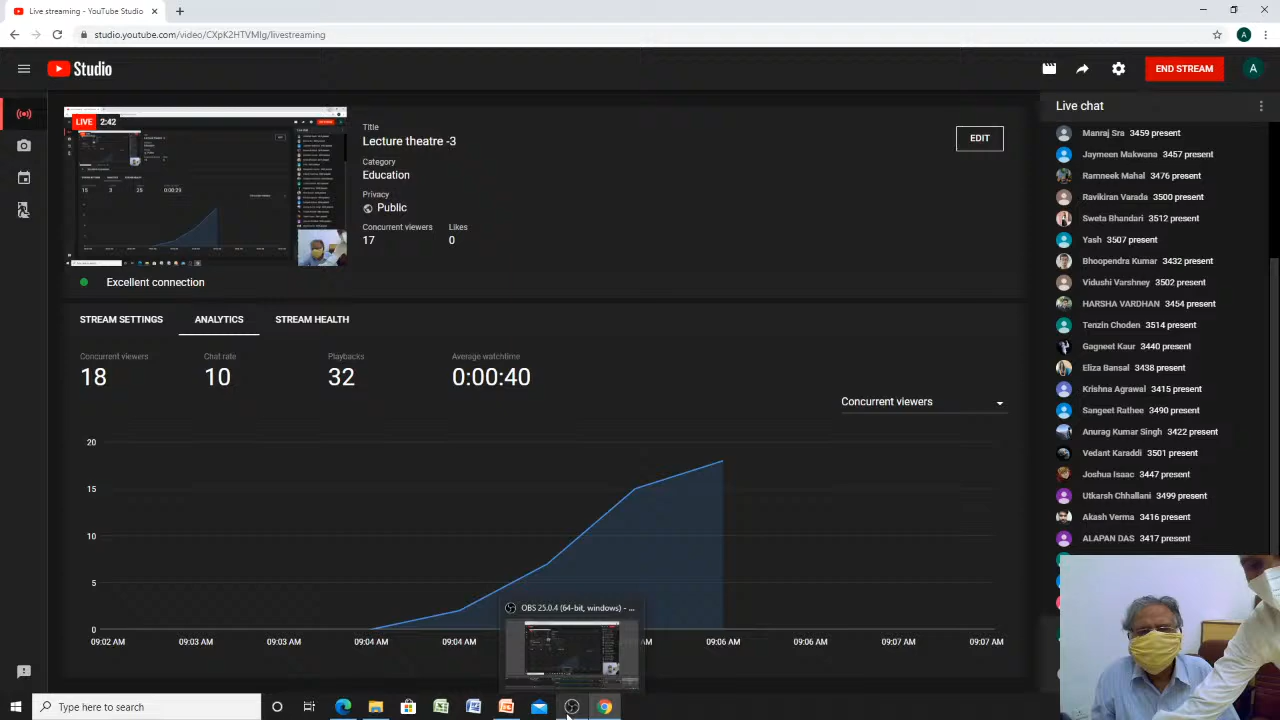 Live streaming - YouTube Studio
studio.youtube.com/video/CXpK2HTVMIg/livestreaming
A
Studio
END STREAM
A
LIVE 2:42
Title
Lecture theatre -3
EDIT
Category
Education
Privacy
Public
Concurrent viewers Likes
17 0
Excellent connection
STREAM SETTINGS ANALYTICS STREAM HEALTH
Concurrent viewers Chat rate Playbacks Average watchtime
18 10 32 0:00:40
Concurrent viewers
20
15
10
5
0
09:02 AM 09:03 AM 09:03 AM 09:04 AM 09:04 AM AM 09:06 AM 09:06 AM 09:07 AM 09:07 AM
OBS 25.0.4 (64-bit, windows) - ...
Live chat
Manraj Sra 3459 present
Jaymeen Makwana 3457 present
Ramneek Mahal 3476 present
Ravikirnn Varada 3500 present
Sweta Bhandari 3512 present
Yash 3507 present
Bhoopendra Kumar 3432 present
Vidushi Varshney 3502 present
HARSHA VARDHAN 3454 present
Tenzin Choden 3514 present
Gagneet Kaur 3440 present
Eliza Bansal 3438 present
Krishna Agrawal 3415 present
Sangeet Rathee 3490 present
Anurag Kumar Singh 3422 present
Vedant Karaddi 3501 present
Joshua Isaac 3447 present
Utkarsh Chhallani 3499 present
Akash Verma 3416 present
ALAPAN DAS 3417 present
Type here to search